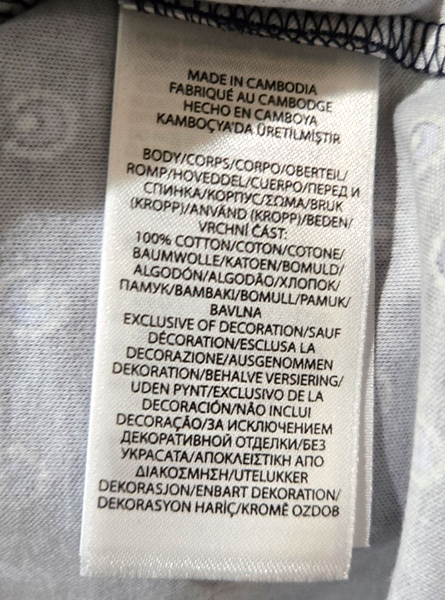 MADE IN CAMBODIA
FABRIQUÉ AU CAMBODGE
HECHO EN CAMBOYA
KAMBOÇYA'DA ÜRETİLMİŞTİR
BODY/CORPS/CORPO/OBERTEIL/
ROMP/HOVEDDEL/CUERPO/ПЕРЕД И
СПИНКА/КОРПУС/ΣΩΜΑ/BRUK
(KROPP)/ANVÄND (KROPP)/BEDEN/
VRCHNÍ ČÁST:
100% COTTON/COTON/COTONE/
BAUMWOLLE/KATOEN/BOMULD/
ALGODÓN/ALGODÃO/ХЛОПОК/
ПАМУК/ΒΑΜΒΑΚΙ/BOMULL/PAMUK/
BAVLNA
EXCLUSIVE OF DECORATION/SAUF
DÉCORATION/ESCLUSA LA
DECORAZIONE/AUSGENOMMEN
DEKORATION/BEHALVE VERSIERING/
UDEN PYNT/EXCLUSIVO DE LA
DECORACIÓN/NÃO INCLUI
DECORAÇÃO/ЗА ИСКЛЮЧЕНИЕМ
ДЕКОРАТИВНОЙ ОТДЕЛКИ/БЕЗ
УКРАСАТА/ΑΠΟΚΛΕΙΣΤΙΚΗ ΑΠΟ
ΔΙΑΚΟΣΜΗΣΗ/UTELUKKER
DEKORASJON/ENBART DEKORATION/
DEKORASYON HARİÇ/KROMĚ OZDOB